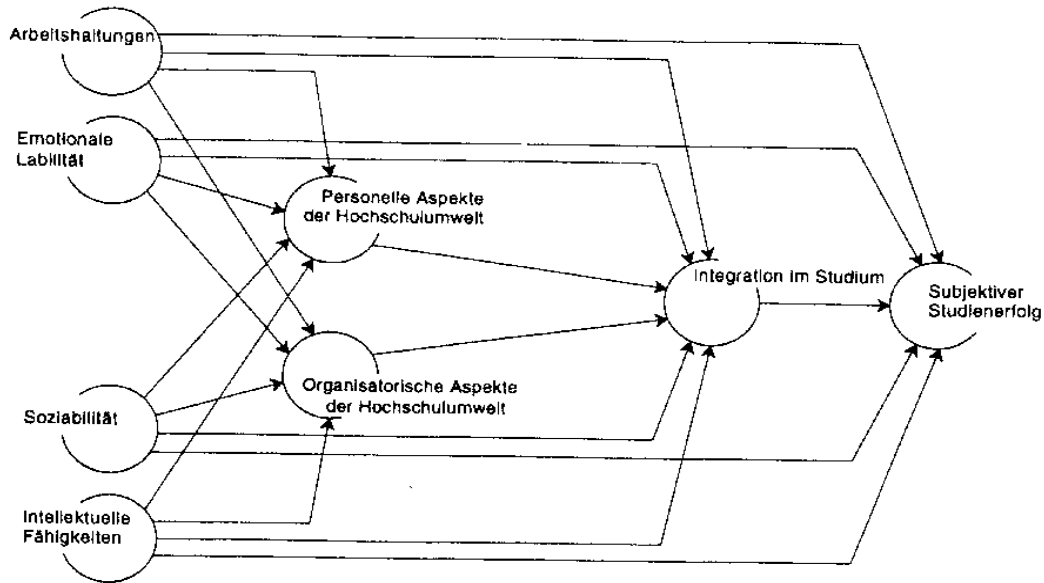 Arbeitshaltungen
Emotionale
Labilität
Personelle Aspekte
der Hochschulumwelt
Integration im Studium
Subjektiver
Studienerfolg
Organisatorische Aspekte
der Hochschulumwelt
Soziabilität
Intellektuelle
Fähigkeiten